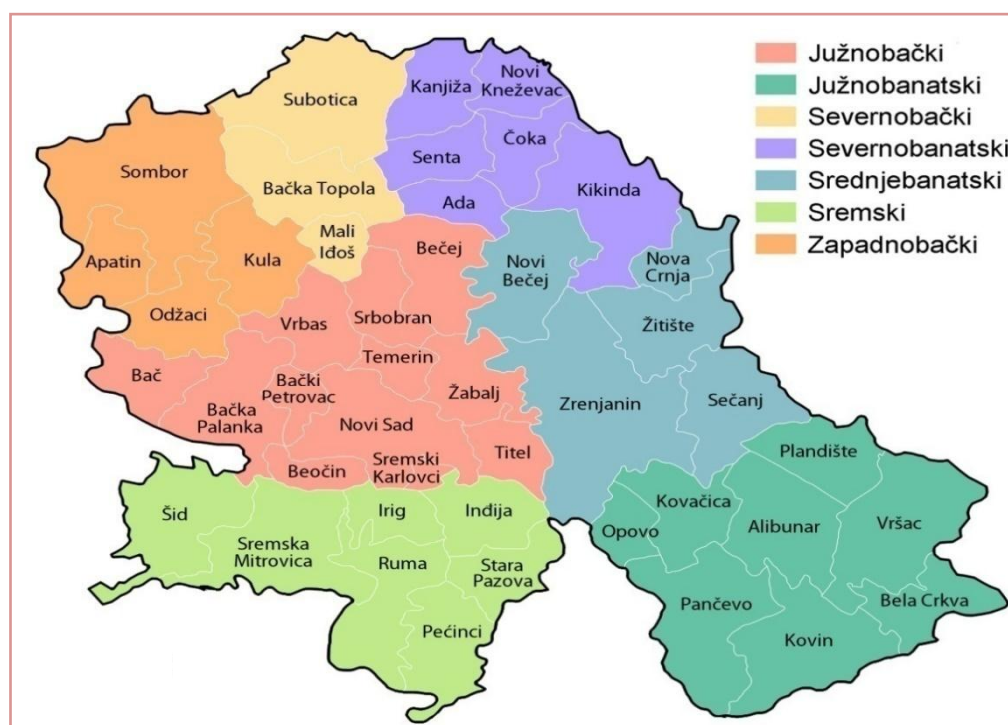 Južnobački
Južnobanatski
Severnobački
Severnobanatski
Srednjebanatski
Sremski
Zapadnobački
Subotica
Kanjiža
Novi
Kneževac
Čoka
Senta
Sombor
Bačka Topola
Ada
Kikinda
Mali
Iđoš
Bečej
Novi
Bečej
Nova
Crnja
Apatin
Kula
Odžaci
Vrbas
Srbobran
Žitište
Temerin
Bač
Bački
Petrovac
Žabalj
Bačka
Palanka
Novi Sad
Zrenjanin
Sečanj
Titel
Beočin
Sremski
Karlovci
Plandište
Šid
Irig
Inđija
Kovačica
Opovo
Alibunar
Vršac
Sremska
Mitrovica
Ruma
Stara
Pazova
Pančevo
Bela Crkva
Pećinci
Kovin